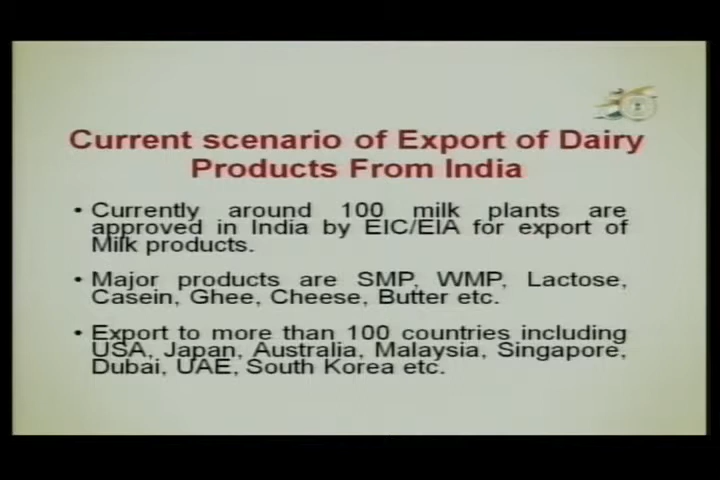 Current scenario of Export of Dairy
Products From India
• Currently around 100 milk plants are
approved in India by EIC/EIA for export of
Milk products.
• Major products are SMP, WMP, Lactose,
Casein, Ghee, Cheese, Butter etc.
• Export to more than 100 countries including
USA, Japan, Australia, Malaysia, Singapore,
Dubai, UAE, South Korea etc.